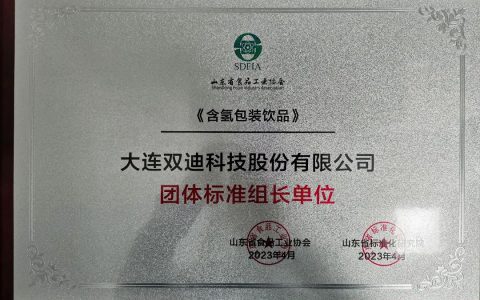 SDFIA
山东省食品工业协会
Shandong Food Industry Association
《含氢包装饮品》
大连双迪科技股份有限公司
团体标准组长单位
山东省食品工业协会 山东省标准化研究院
2023年4月 2023年4月